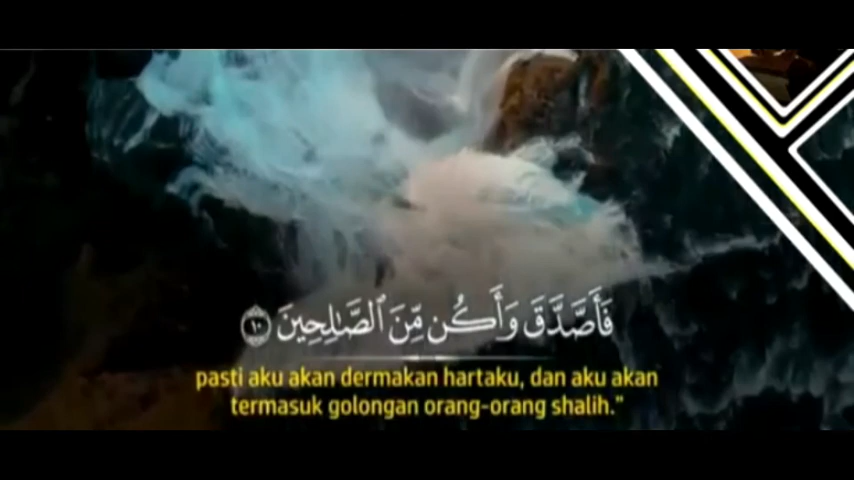 فَأَصَّدَّقَ وَأَكُن مِّنَ ٱلصَّـٰلِحِينَ ١٠
pasti aku akan dermakan hartaku, dan aku akan
termasuk golongan orang-orang shalih."